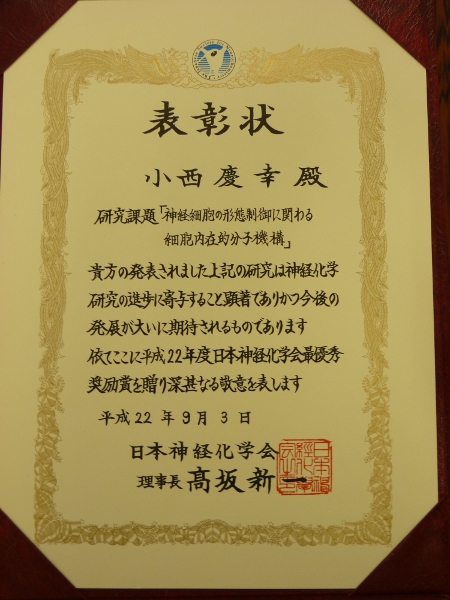 表彰状
小西慶幸殿
研究課題「神経細胞の形態制御に関わる
細胞内在的分子機構」
貴方の発表されました上記の研究は神経化学
研究の進歩に寄与すること顕著でありかつ今後の
発展が大いに期待されるものであります
依てここに平成22年度日本神経化学会最優秀
奨励賞を贈り深甚なる敬意を表します
平成22年9月3日
日本神経化学会
理事長 高坂新一